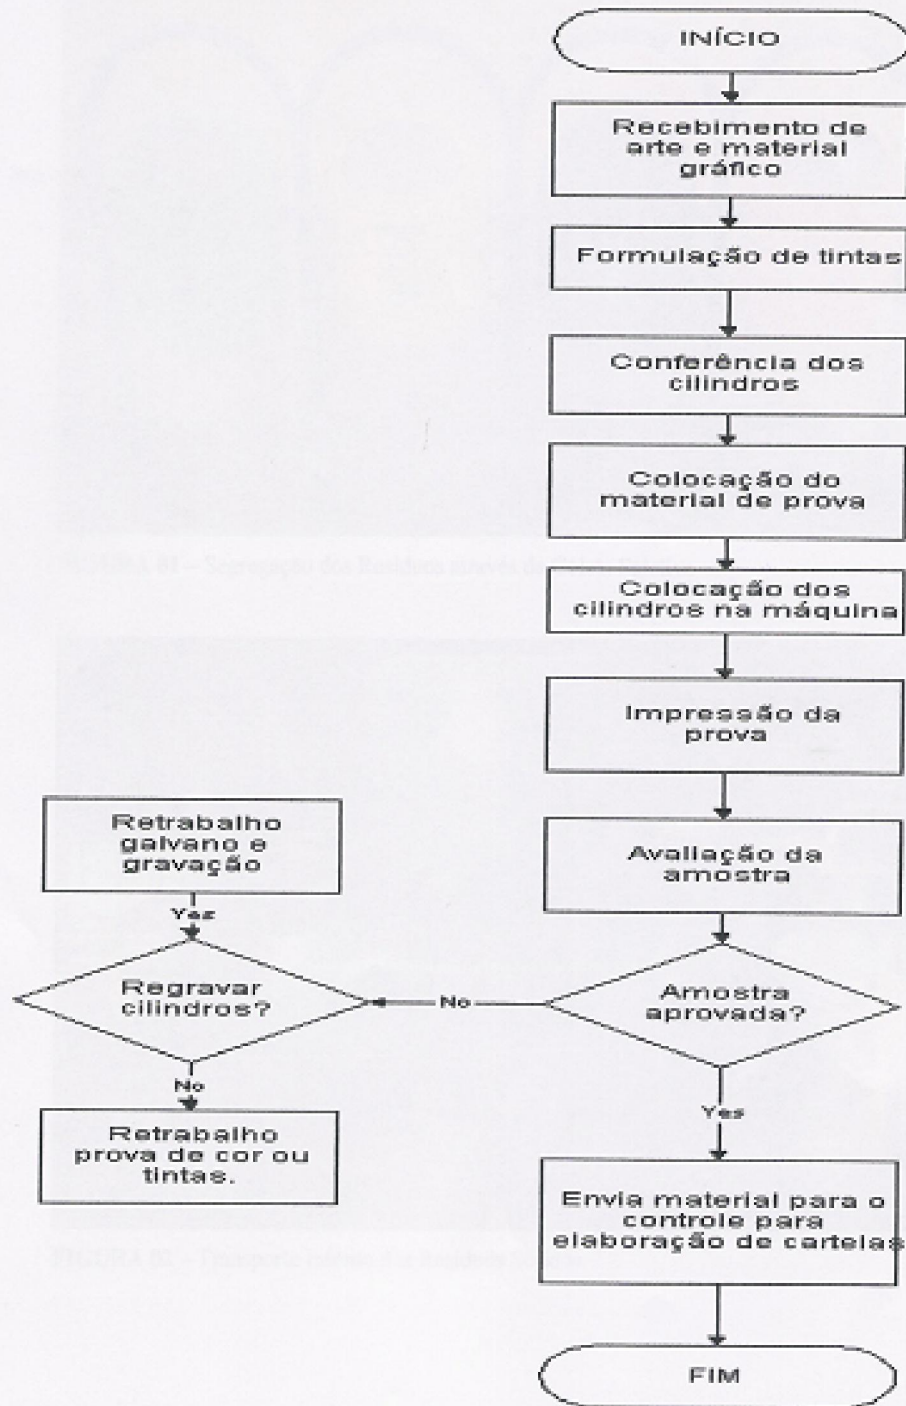 INÍCIO
Recebimento de
arte e material
gráfico
Formulação de tintas
Conferência dos
cilindros
Colocação do
material de prova
Colocação dos
cilindros na máquina
Impressão da
prova
Avaliação da
amostra
Amostra
aprovada?
No
Yes
Retrabalho
galvano e
gravação
Yes
Regravar
cilindros?
No
Retrabalho
prova de cor ou
tintas.
Envia material para o
controle para
elaboração de cartelas
FIM